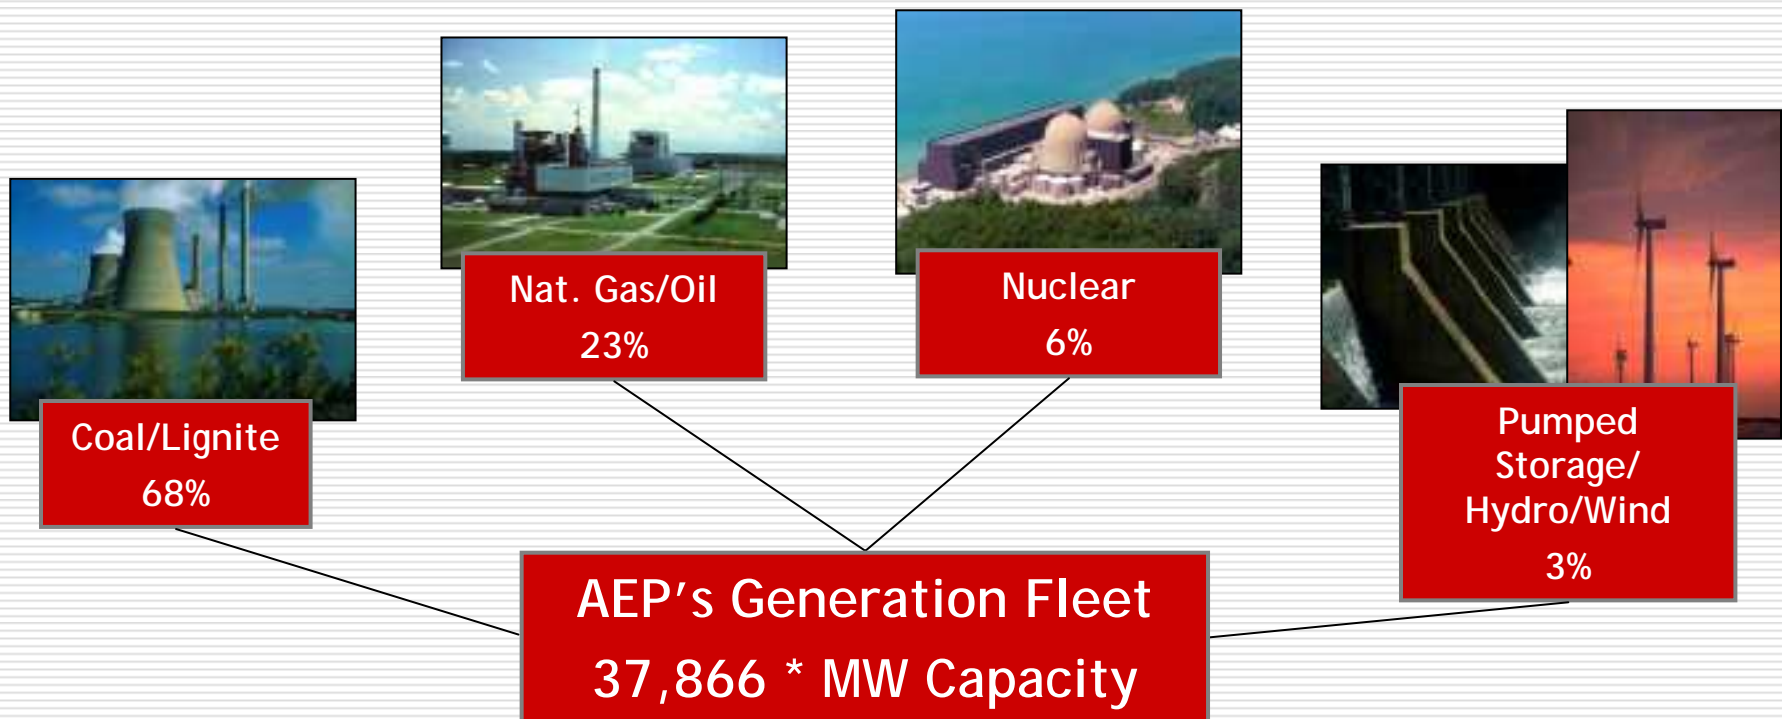 Coal/Lignite
68%
Nat. Gas/Oil
23%
Nuclear
6%
Pumped
Storage/
Hydro/Wind
3%
AEP’s Generation Fleet
37,866 * MW Capacity